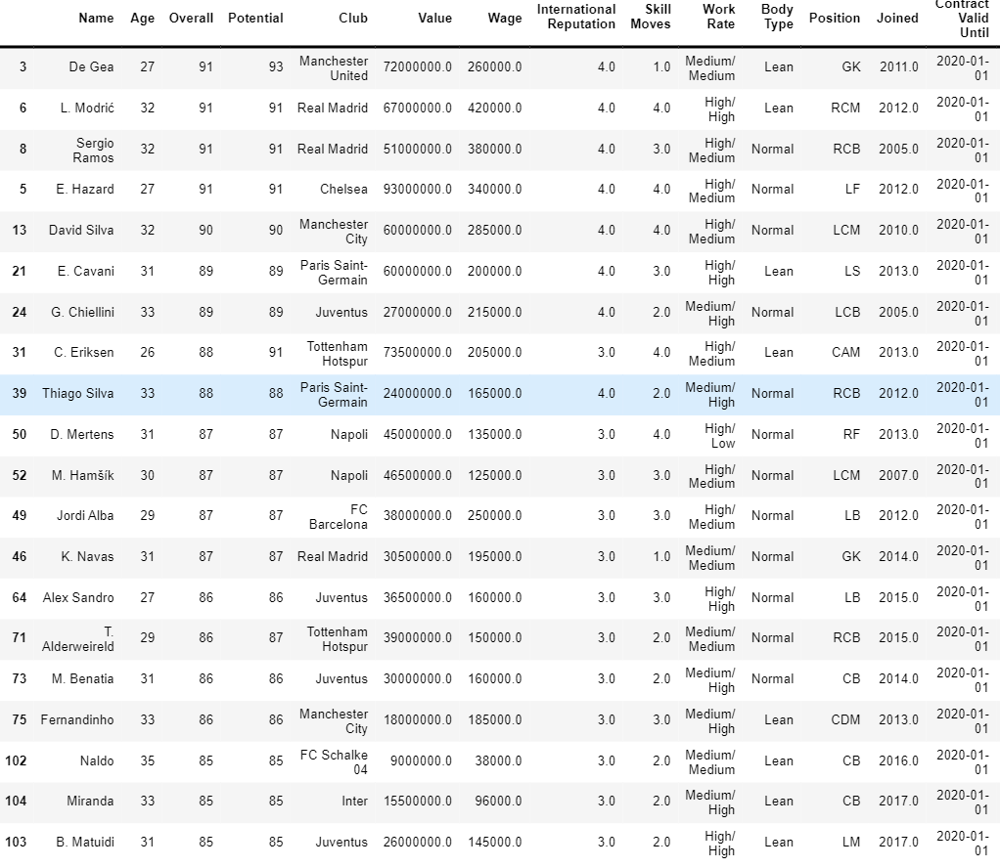 Name Age Overall Potential Club Value Wage International Reputation Skill Moves Work Rate Body Type Position Joined Contract Valid Until
3 De Gea 27 91 93 Manchester United 72000000.0 260000.0 4.0 1.0 Medium/ Medium Lean GK 2011.0 2020-01-01
6 L. Modrić 32 91 91 Real Madrid 67000000.0 420000.0 4.0 4.0 High/ High Lean RCM 2012.0 2020-01-01
8 Sergio Ramos 32 91 91 Real Madrid 51000000.0 380000.0 4.0 3.0 High/ Medium Normal RCB 2005.0 2020-01-01
5 E. Hazard 27 91 91 Chelsea 93000000.0 340000.0 4.0 4.0 High/ Medium Normal LF 2012.0 2020-01-01
13 David Silva 32 90 90 Manchester City 60000000.0 285000.0 4.0 4.0 High/ Medium Normal LCM 2010.0 2020-01-01
21 E. Cavani 31 89 89 Paris Saint-Germain 60000000.0 200000.0 4.0 3.0 High/ High Lean LS 2013.0 2020-01-01
24 G. Chiellini 33 89 89 Juventus 27000000.0 215000.0 4.0 2.0 Medium/ High Normal LCB 2005.0 2020-01-01
31 C. Eriksen 26 88 91 Tottenham Hotspur 73500000.0 205000.0 3.0 4.0 High/ Medium Lean CAM 2013.0 2020-01-01
39 Thiago Silva 33 88 88 Paris Saint-Germain 24000000.0 165000.0 4.0 2.0 Medium/ High Normal RCB 2012.0 2020-01-01
50 D. Mertens 31 87 87 Napoli 45000000.0 135000.0 3.0 4.0 High/ Low Normal RF 2013.0 2020-01-01
52 M. Hamšík 30 87 87 Napoli 46500000.0 125000.0 3.0 3.0 High/ Medium Normal LCM 2007.0 2020-01-01
49 Jordi Alba 29 87 87 FC Barcelona 38000000.0 250000.0 3.0 3.0 High/ Medium Normal LB 2012.0 2020-01-01
46 K. Navas 31 87 87 Real Madrid 30500000.0 195000.0 3.0 1.0 Medium/ Medium Normal GK 2014.0 2020-01-01
64 Alex Sandro 27 86 86 Juventus 36500000.0 160000.0 3.0 3.0 High/ High Normal LB 2015.0 2020-01-01
71 T. Alderweireld 29 86 87 Tottenham Hotspur 39000000.0 150000.0 3.0 2.0 Medium/ Medium Normal RCB 2015.0 2020-01-01
73 M. Benatia 31 86 86 Juventus 30000000.0 160000.0 3.0 2.0 Medium/ High Normal CB 2014.0 2020-01-01
75 Fernandinho 33 86 86 Manchester City 18000000.0 185000.0 3.0 3.0 Medium/ High Lean CDM 2013.0 2020-01-01
102 Naldo 35 85 85 FC Schalke 04 9000000.0 38000.0 3.0 2.0 Medium/ Medium Lean CB 2016.0 2020-01-01
104 Miranda 33 85 85 Inter 15500000.0 96000.0 3.0 2.0 Medium/ High Lean CB 2017.0 2020-01-01
103 B. Matuidi 31 85 85 Juventus 26000000.0 145000.0 3.0 2.0 High/ High Lean LM 2017.0 2020-01-01